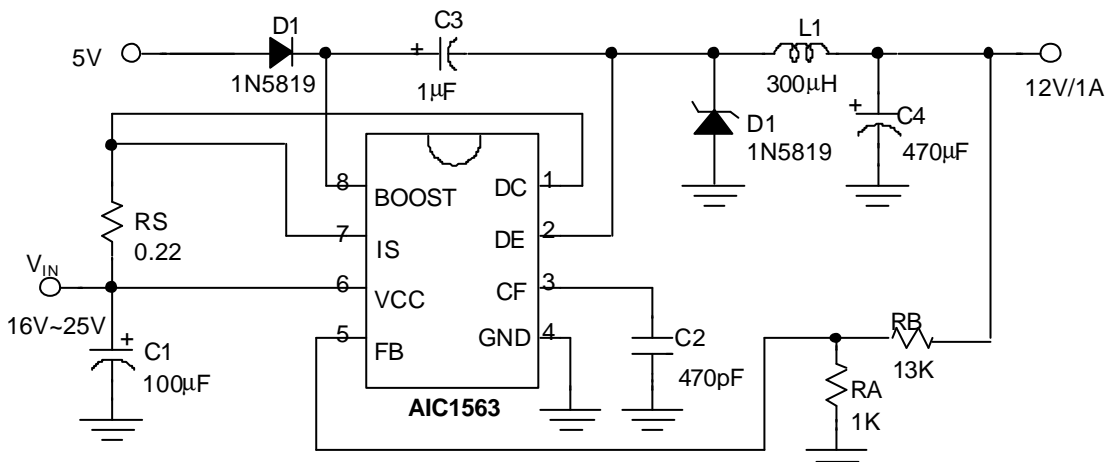 D1
C3
L1
5V
+
1N5819
1µF
300µH
12V/1A
D1
1N5819
+
C4
470µF
8
BOOST
DC
1
RS
0.22
7
IS
DE
2
VIN
6
VCC
CF
3
16V~25V
5
FB
GND
4
+
C1
100µF
C2
470pF
RB
13K
RA
1K
AIC1563